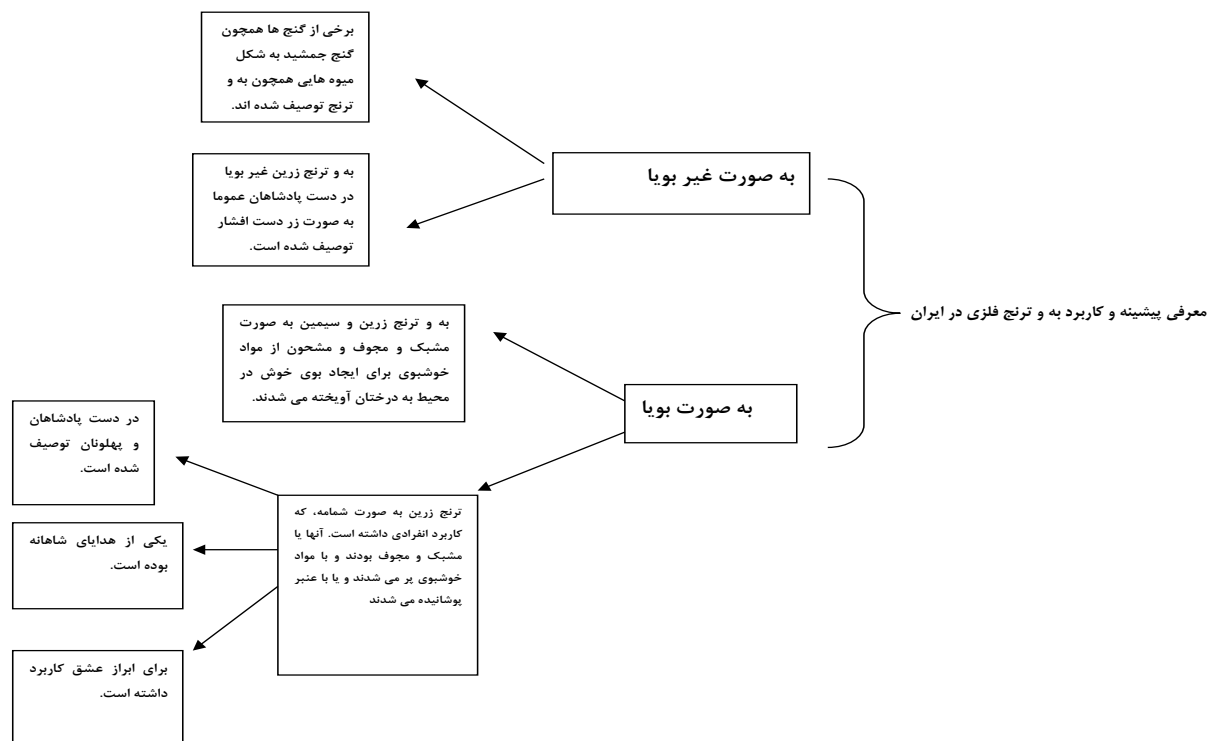 معرفی پیشینه و کاربرد به و ترنج فلزی در ایران
به صورت غیر بویا
برخی از گنج ها همچون
گنج جمشید به شکل
میوه هایی همچون به و
ترنج توصیف شده اند.
به و ترنج زرین غیر بویا
در دست پادشاهان عموما
به صورت زر دست افشار
توصیف شده است.
به صورت بویا
به و ترنج زرین و سیمین به صورت
مشبک و مجوف و مشحون از مواد
خوشبوی برای ایجاد بوی خوش در
محیط به درختان آویخته می شدند.
ترنج زرین به صورت شمامه، که
کاربرد انفرادی داشته است. آنها یا
مشبک و مجوف بودند و با مواد
خوشبوی پر می شدند و یا با عنبر
پوشانیده می شدند
در دست پادشاهان
و پهلونان توصیف
شده است.
یکی از هدایای شاهانه
بوده است.
برای ابراز عشق کاربرد
داشته است.